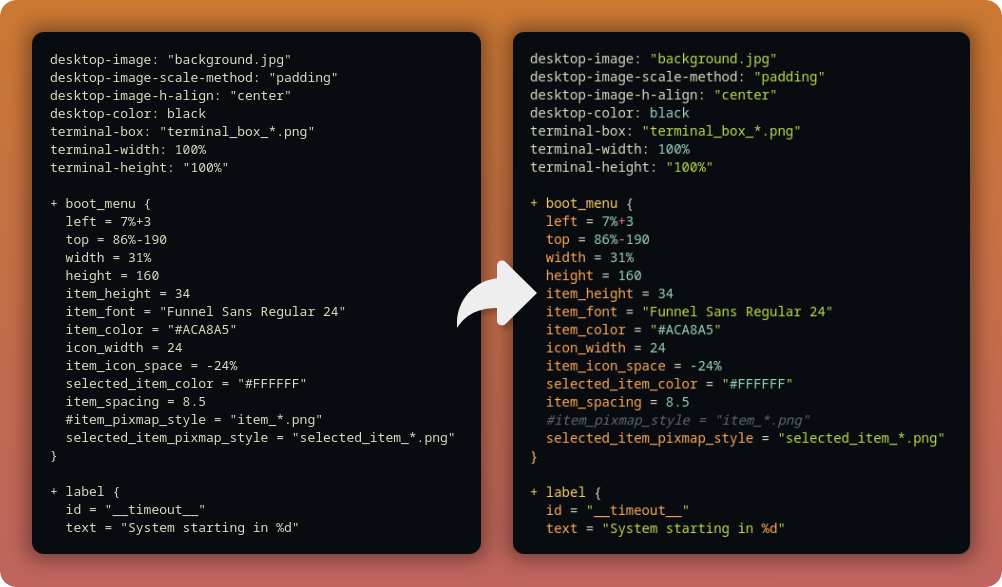 desktop-image: "background.jpg"
desktop-image-scale-method: "padding"
desktop-image-h-align: "center"
desktop-color: black
terminal-box: "terminal_box_*.png"
terminal-width: 100%
terminal-height: "100%"

+ boot_menu {
  left = 7%+3
  top = 86%-190
  width = 31%
  height = 160
  item_height = 34
  item_font = "Funnel Sans Regular 24"
  item_color = "#ACA8A5"
  icon_width = 24
  item_icon_space = -24%
  selected_item_color = "#FFFFFF"
  item_spacing = 8.5
  #item_pixmap_style = "item_*.png"
  selected_item_pixmap_style = "selected_item_*.png"
}

+ label {
  id = "__timeout__"
  text = "System starting in %d"

desktop-image: "background.jpg"
desktop-image-scale-method: "padding"
desktop-image-h-align: "center"
desktop-color: black
terminal-box: "terminal_box_*.png"
terminal-width: 100%
terminal-height: "100%"

+ boot_menu {
  left = 7%+3
  top = 86%-190
  width = 31%
  height = 160
  item_height = 34
  item_font = "Funnel Sans Regular 24"
  item_color = "#ACA8A5"
  icon_width = 24
  item_icon_space = -24%
  selected_item_color = "#FFFFFF"
  item_spacing = 8.5
  #item_pixmap_style = "item_*.png"
  selected_item_pixmap_style = "selected_item_*.png"
}

+ label {
  id = "__timeout__"
  text = "System starting in %d"